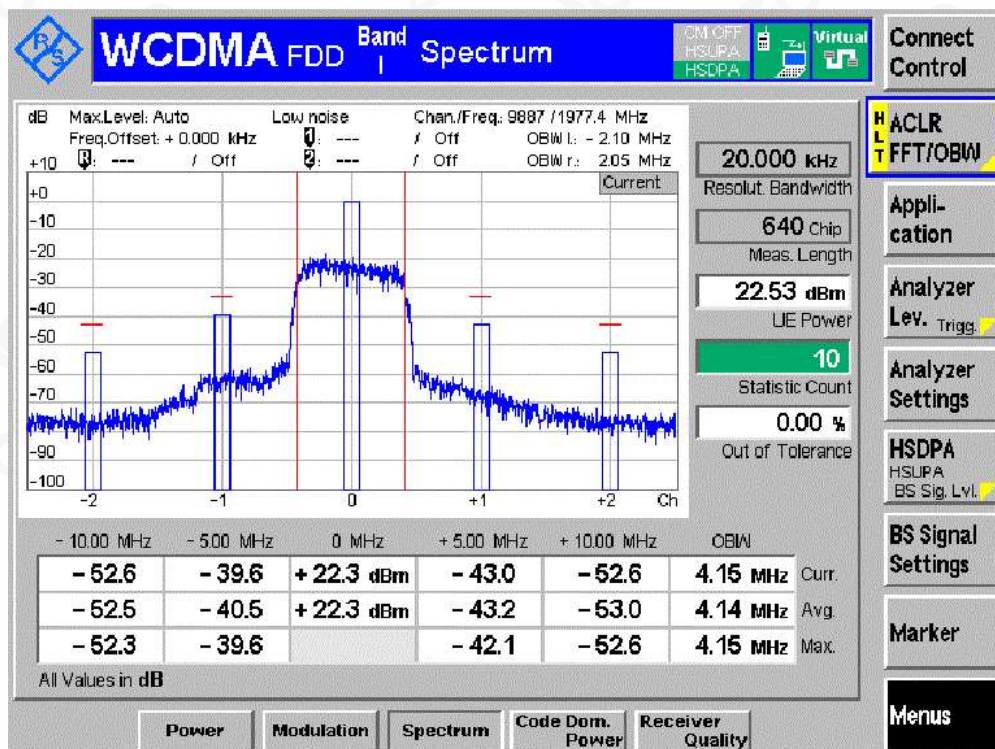 R/S
WCDMA FDD Band I Spectrum
CM OFF
HSUPA
HSDPA
Virtual
Connect Control
dB Max.Level: Auto Low noise Chan./Freq.: 9887 / 1977.4 MHz
Freq.Offset: + 0.000 kHz 1: --- / Off OBW l.: - 2.10 MHz
R: --- / Off 2: --- / Off OBW r.: 2.05 MHz
Current
+10
+0
-10
-20
-30
-40
-50
-60
-70
-90
-100
-2 -1 0 +1 +2 Ch
20.000 kHz
Resolut. Bandwidth
640 Chip
Meas. Length
22.53 dBm
UE Power
10
Statistic Count
0.00 %
Out of Tolerance
HLT
ACLR
FFT/OBW
Appli-
cation
Analyzer
Lev. Trigg.
Analyzer
Settings
HSDPA
HSUPA
BS Sig. Lvl.
BS Signal
Settings
Marker
Menus
- 10.00 MHz - 5.00 MHz 0 MHz + 5.00 MHz + 10.00 MHz OBW
- 52.6 - 39.6 + 22.3 dBm - 43.0 - 52.6 4.15 MHz Curr.
- 52.5 - 40.5 + 22.3 dBm - 43.2 - 53.0 4.14 MHz Avg.
- 52.3 - 39.6 - 42.1 - 52.6 4.15 MHz Max.
All Values in dB
Power Modulation Spectrum Code Dom. Power Receiver Quality